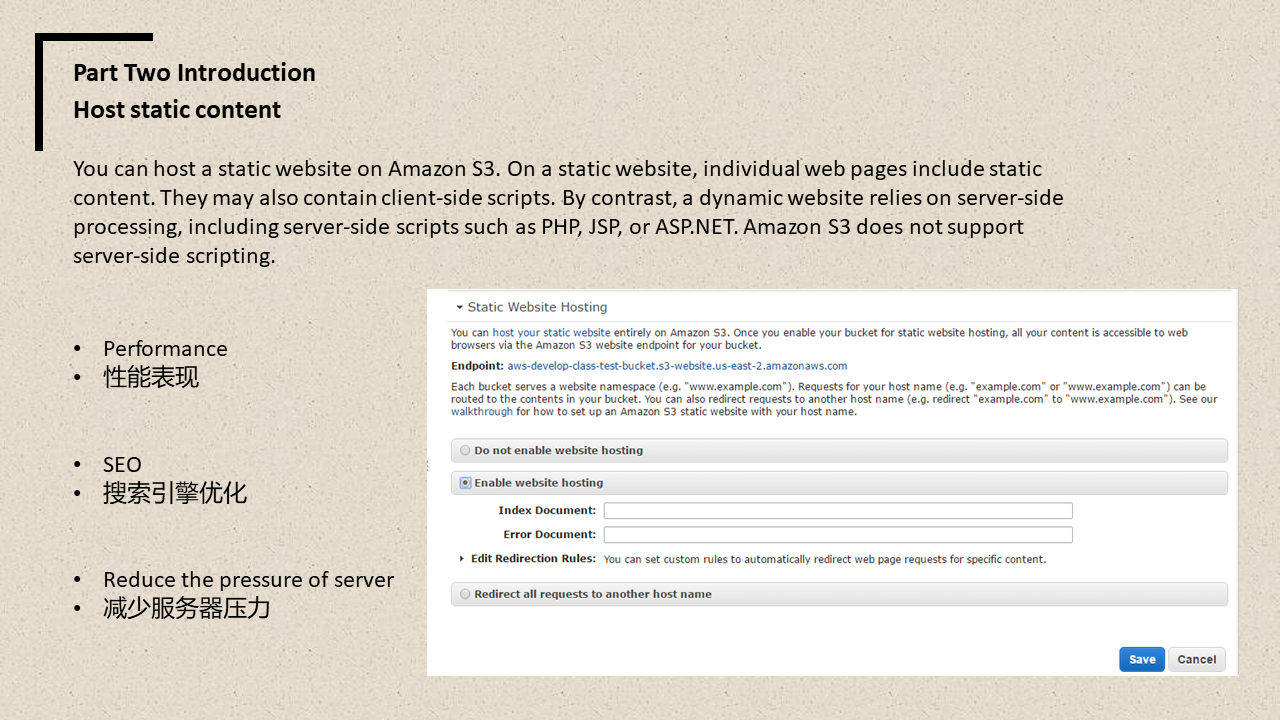 Part Two Introduction
Host static content
You can host a static website on Amazon S3. On a static website, individual web pages include static
content. They may also contain client-side scripts. By contrast, a dynamic website relies on server-side
processing, including server-side scripts such as PHP, JSP, or ASP.NET. Amazon S3 does not support
server-side scripting.
• Performance
• 性能表现
• SEO
• 搜索引擎优化
• Reduce the pressure of server
• 减少服务器压力
Static Website Hosting
You can host your static website entirely on Amazon S3. Once you enable your bucket for static website hosting, all your content is accessible to web
browsers via the Amazon S3 website endpoint for your bucket.
Endpoint: aws-develop-class-test-bucket.s3-website.us-east-2.amazonaws.com
Each bucket serves a website namespace (e.g. "www.example.com"). Requests for your host name (e.g. "example.com" or "www.example.com") can be
routed to the contents in your bucket. You can also redirect requests to another host name (e.g. redirect "example.com" to "www.example.com"). See our
walkthrough for how to set up an Amazon S3 static website with your host name.
Do not enable website hosting
Enable website hosting
Index Document:
Error Document:
Edit Redirection Rules: You can set custom rules to automatically redirect web page requests for specific content.
Redirect all requests to another host name
Save Cancel